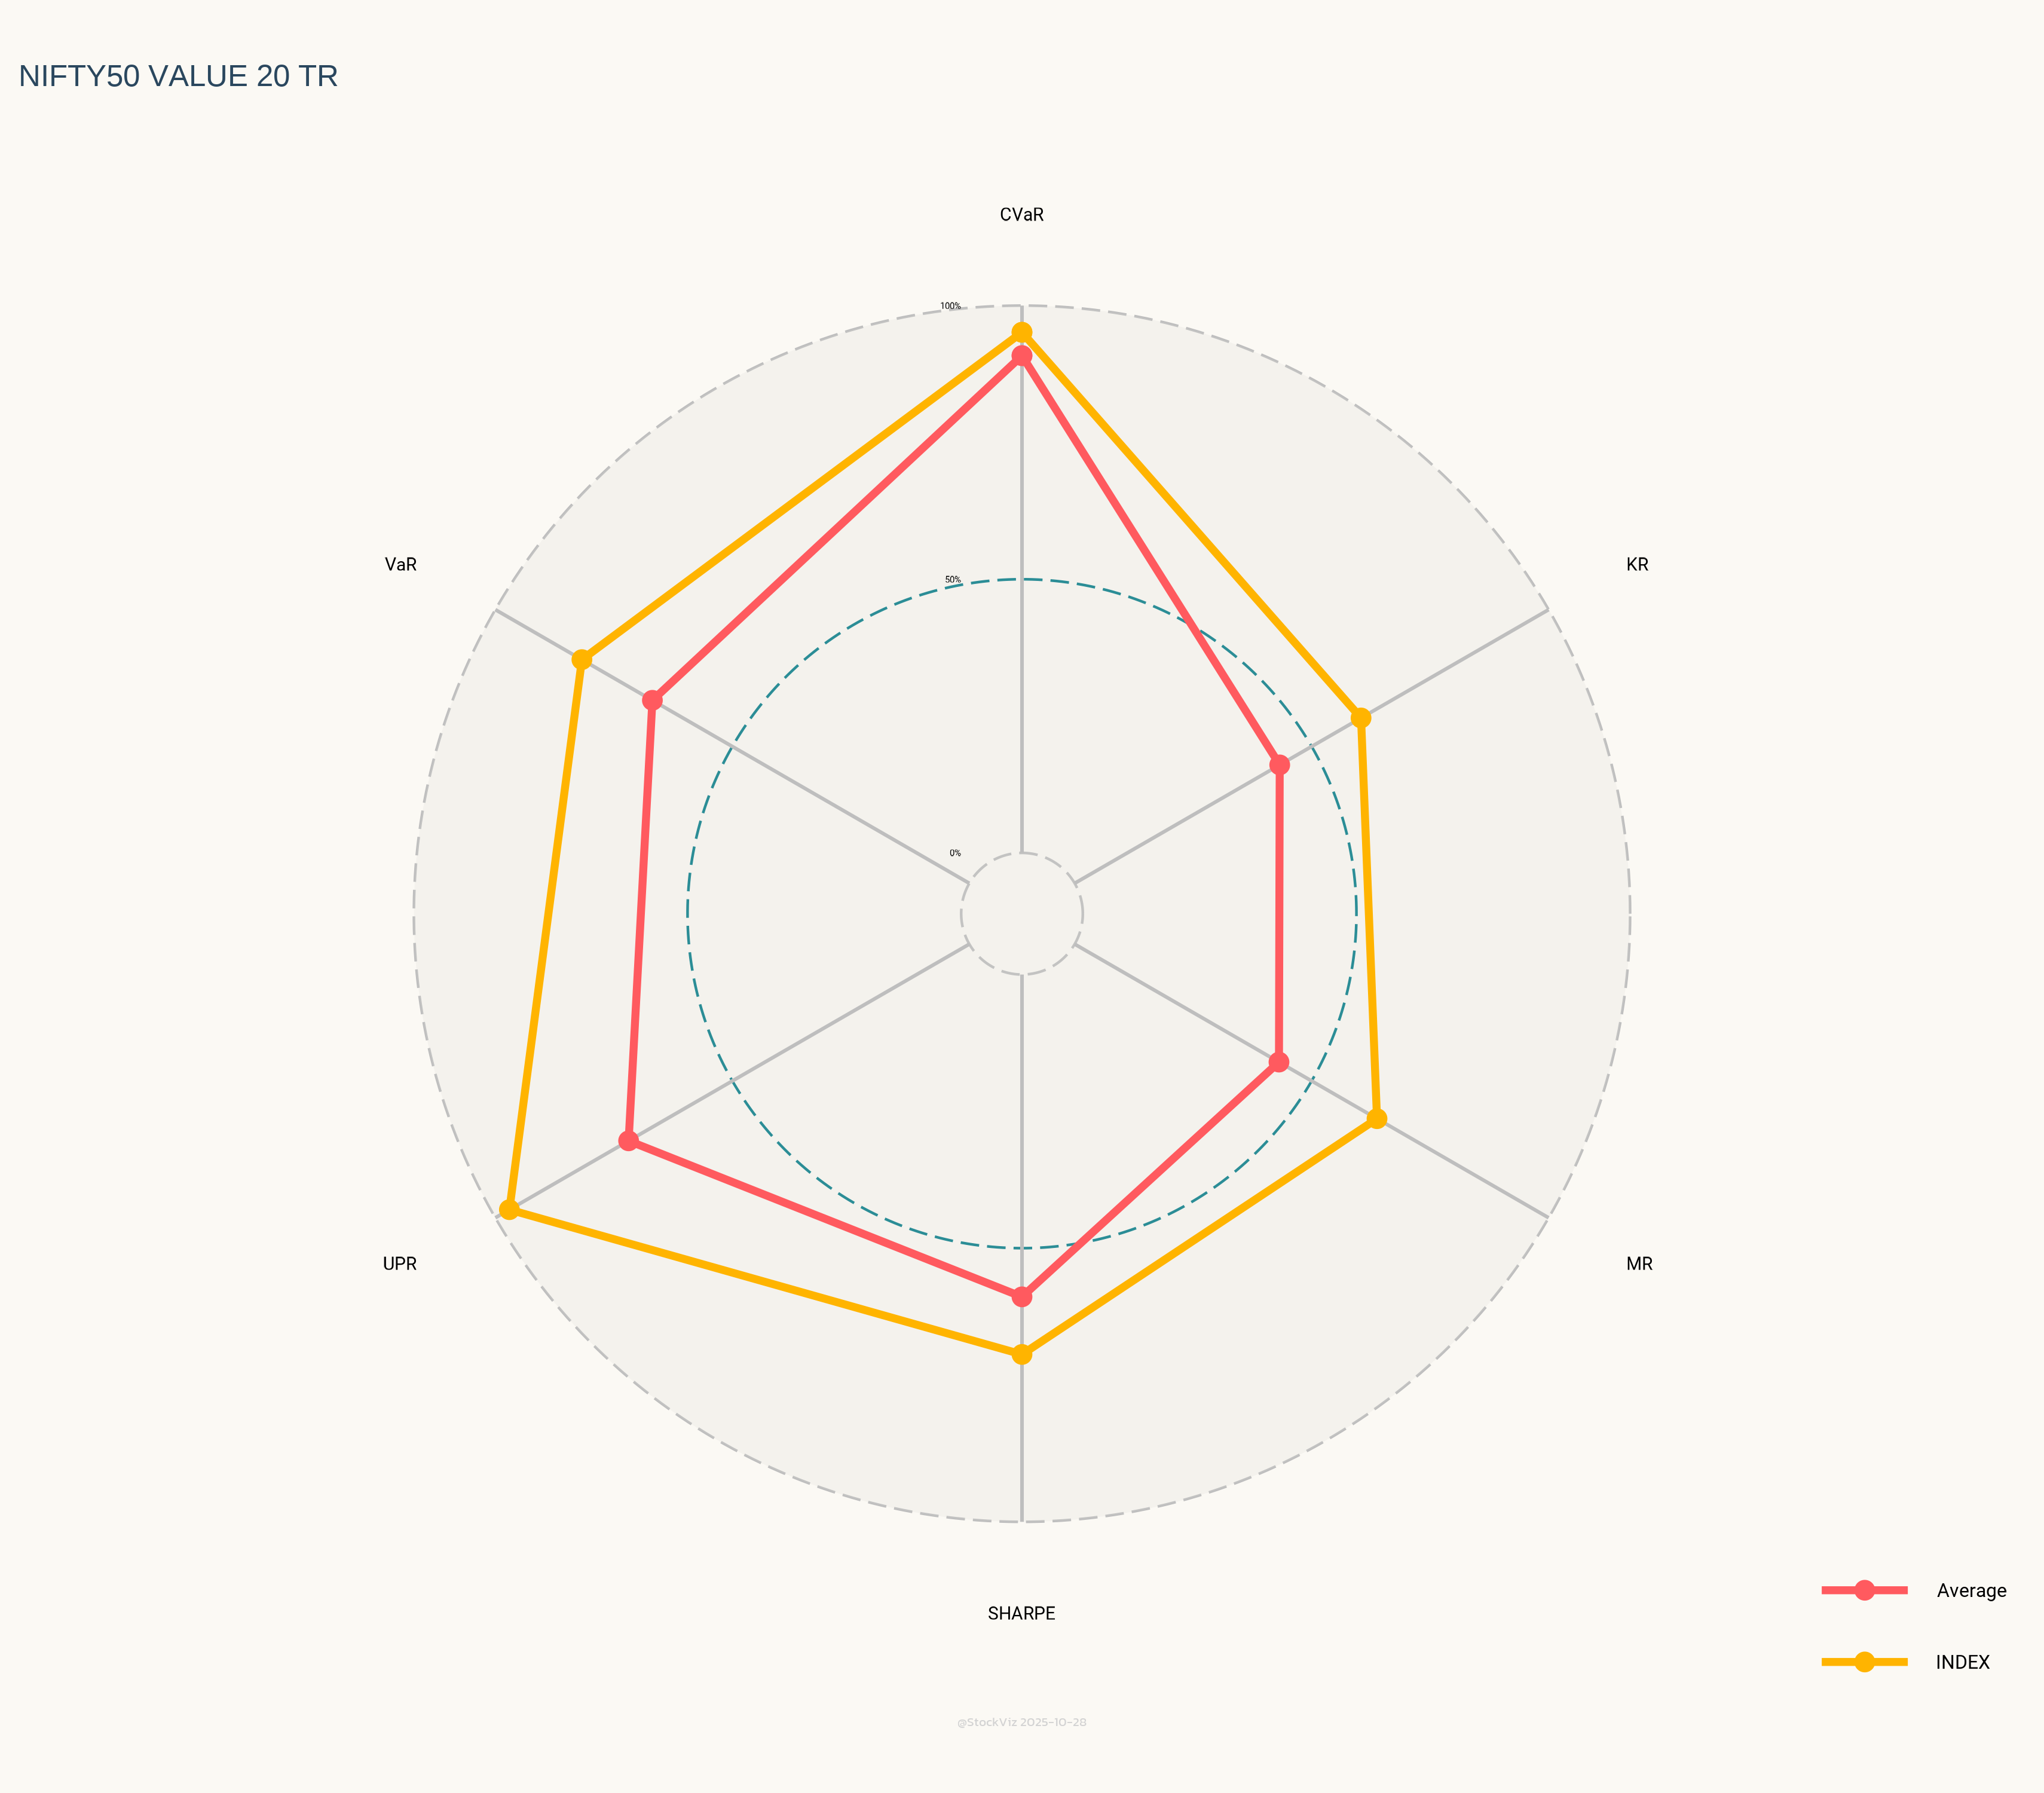 NIFTY50 VALUE 20 TR
CVaR
100%
VaR
50%
KR
0%
UPR
MR
SHARPE
Average
INDEX
@StockViz 2025-10-28